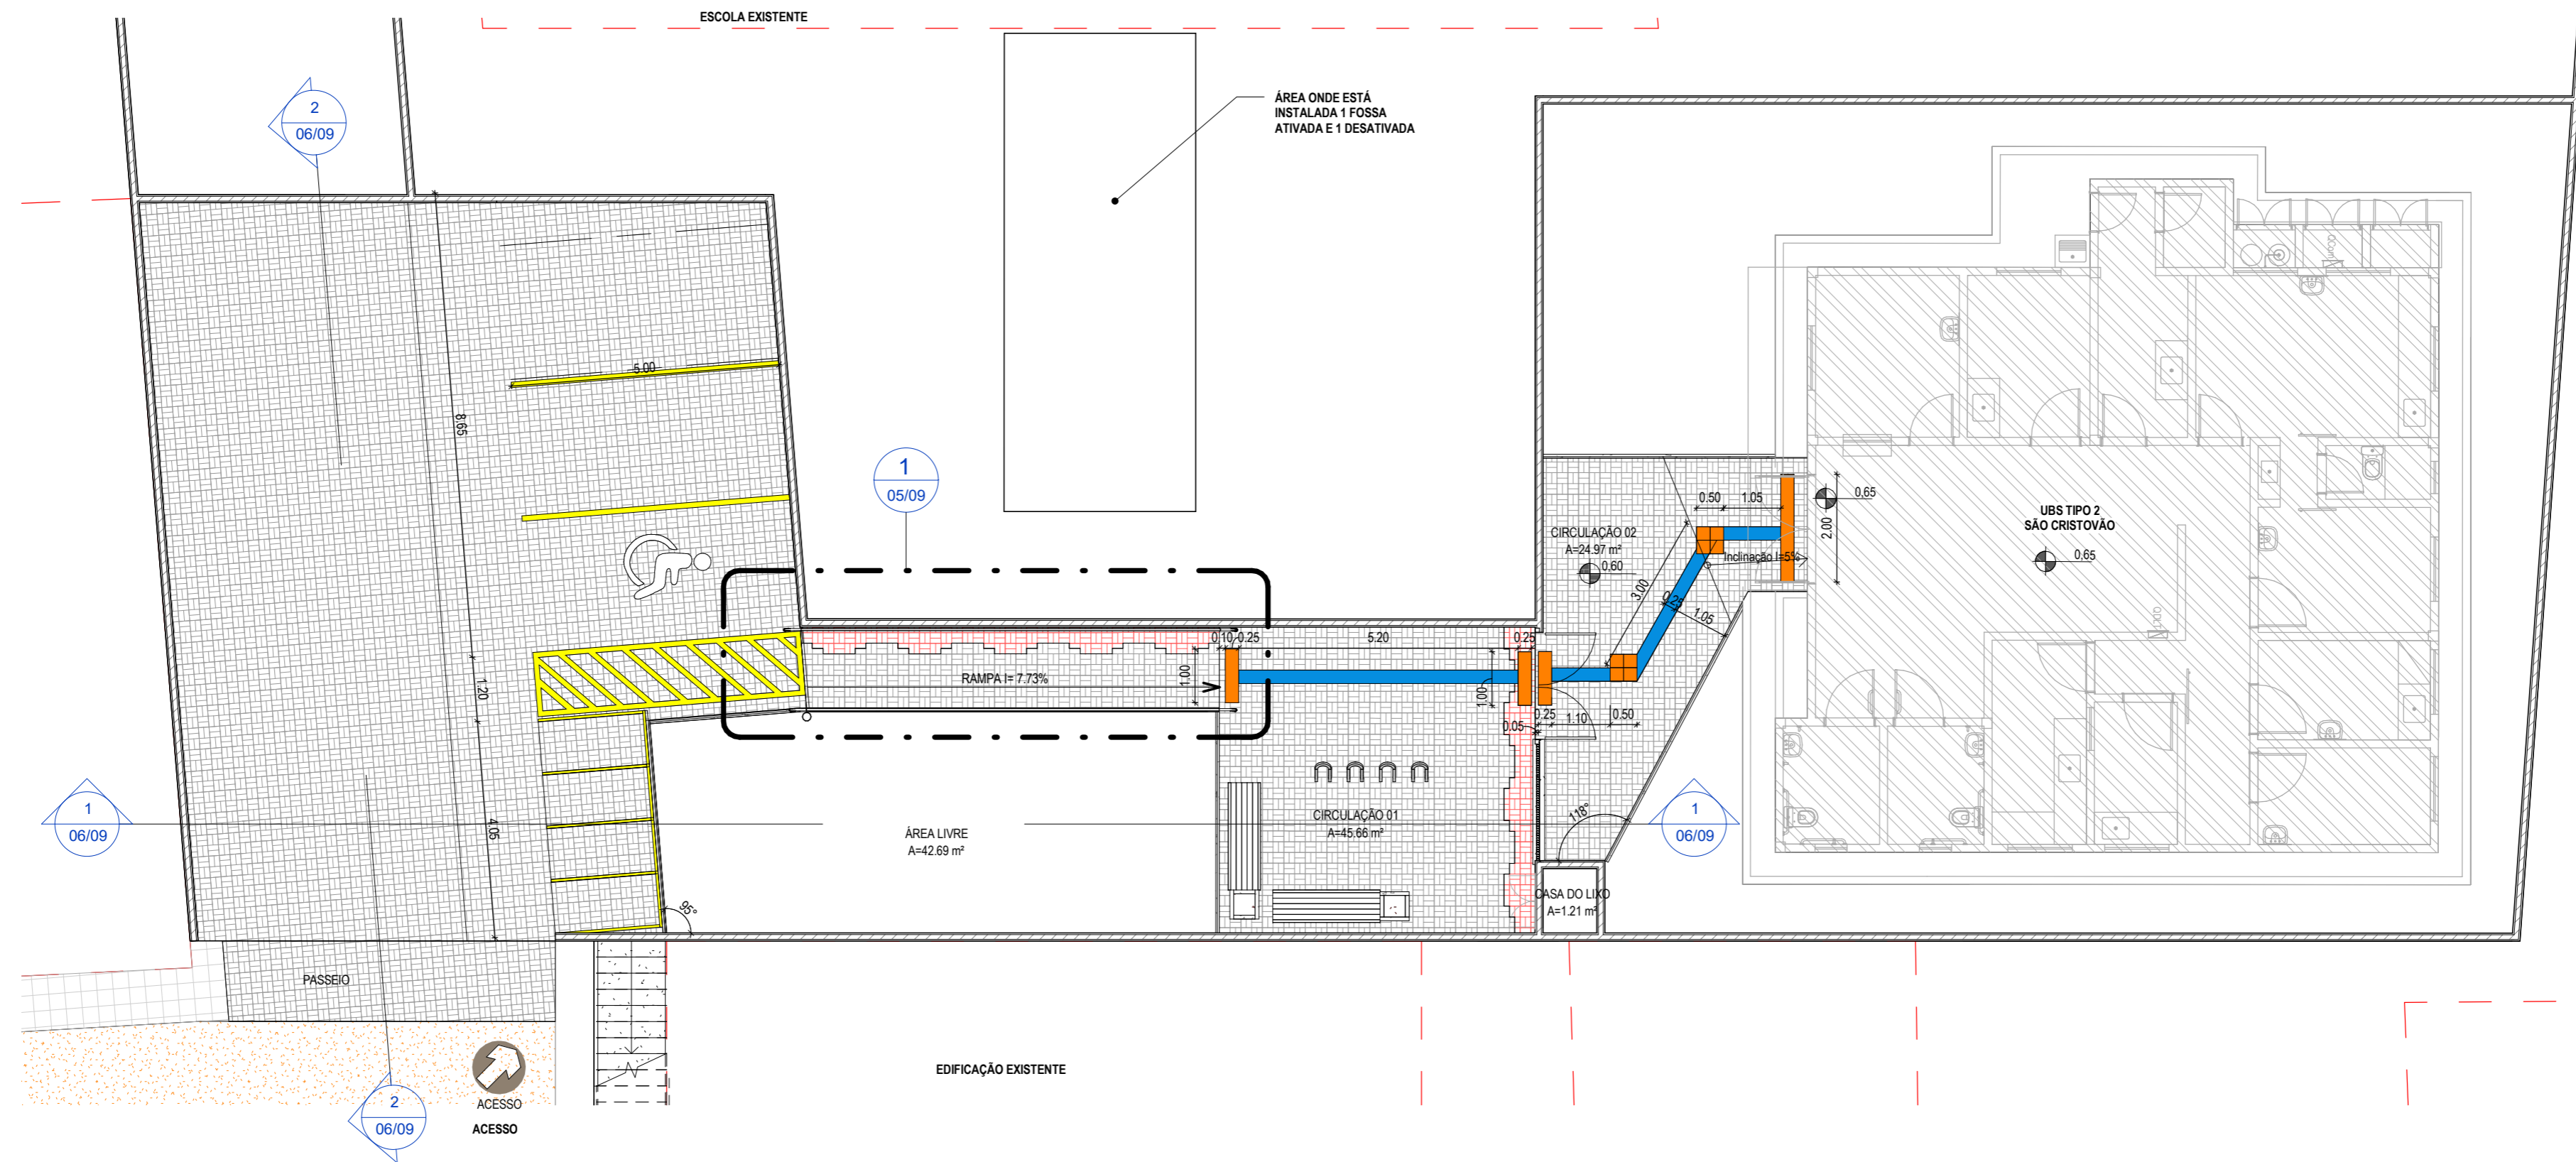 ESCOLA EXISTENTE
ÁREA ONDE ESTÁ
INSTALADA 1 FOSSA
ATIVADA E 1 DESATIVADA
2
06/09
5.00
8.65
1
05/09
0.50
1.05
0,65
2.00
UBS TIPO 2
SÃO CRISTOVÃO
0,65
CIRCULAÇÃO 02
A=24.97 m²
0,60
Inclinação I=5%
3.00
0.25
1.05
QCom
QDLT
0.10
0.25
5.20
0.25
RAMPA I= 7.73%
1.00
1.00
1.20
0.25
1.10
0.50
0.05
1
06/09
4.05
ÁREA LIVRE
A=42.69 m²
CIRCULAÇÃO 01
A=45.66 m²
118°
1
06/09
95°
CASA DO LIXO
A=1.21 m²
PASSEIO
EDIFICAÇÃO EXISTENTE
2
06/09
ACESSO
ACESSO